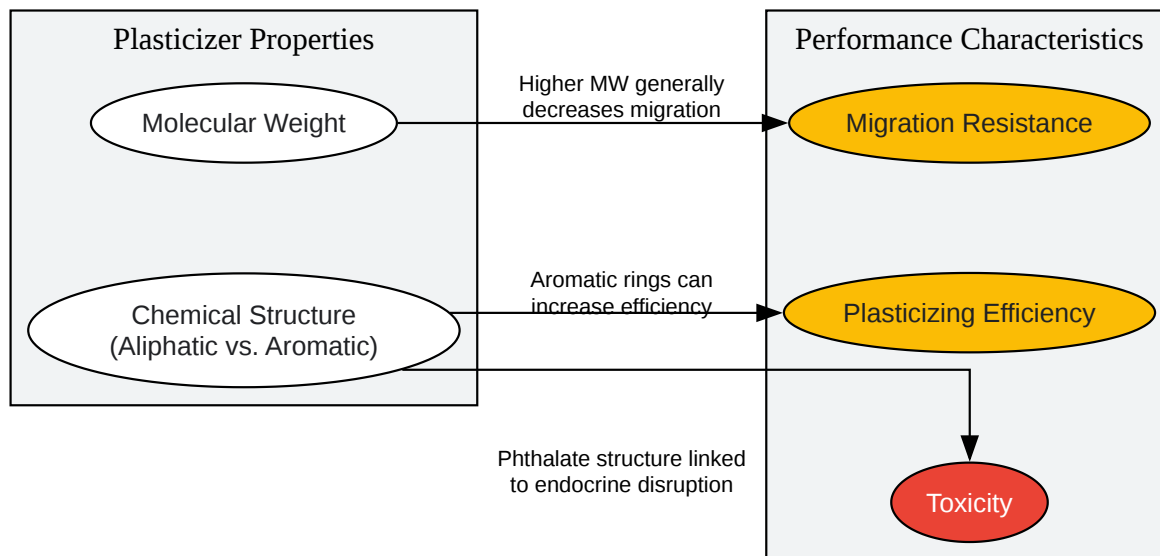 Plasticizer Properties
Performance Characteristics
Higher MW generally
decreases migration
Molecular Weight
Migration Resistance
Aromatic rings can
increase efficiency
Chemical Structure
(Aliphatic vs. Aromatic)
Plasticizing Efficiency
Phthalate structure linked
to endocrine disruption
Toxicity